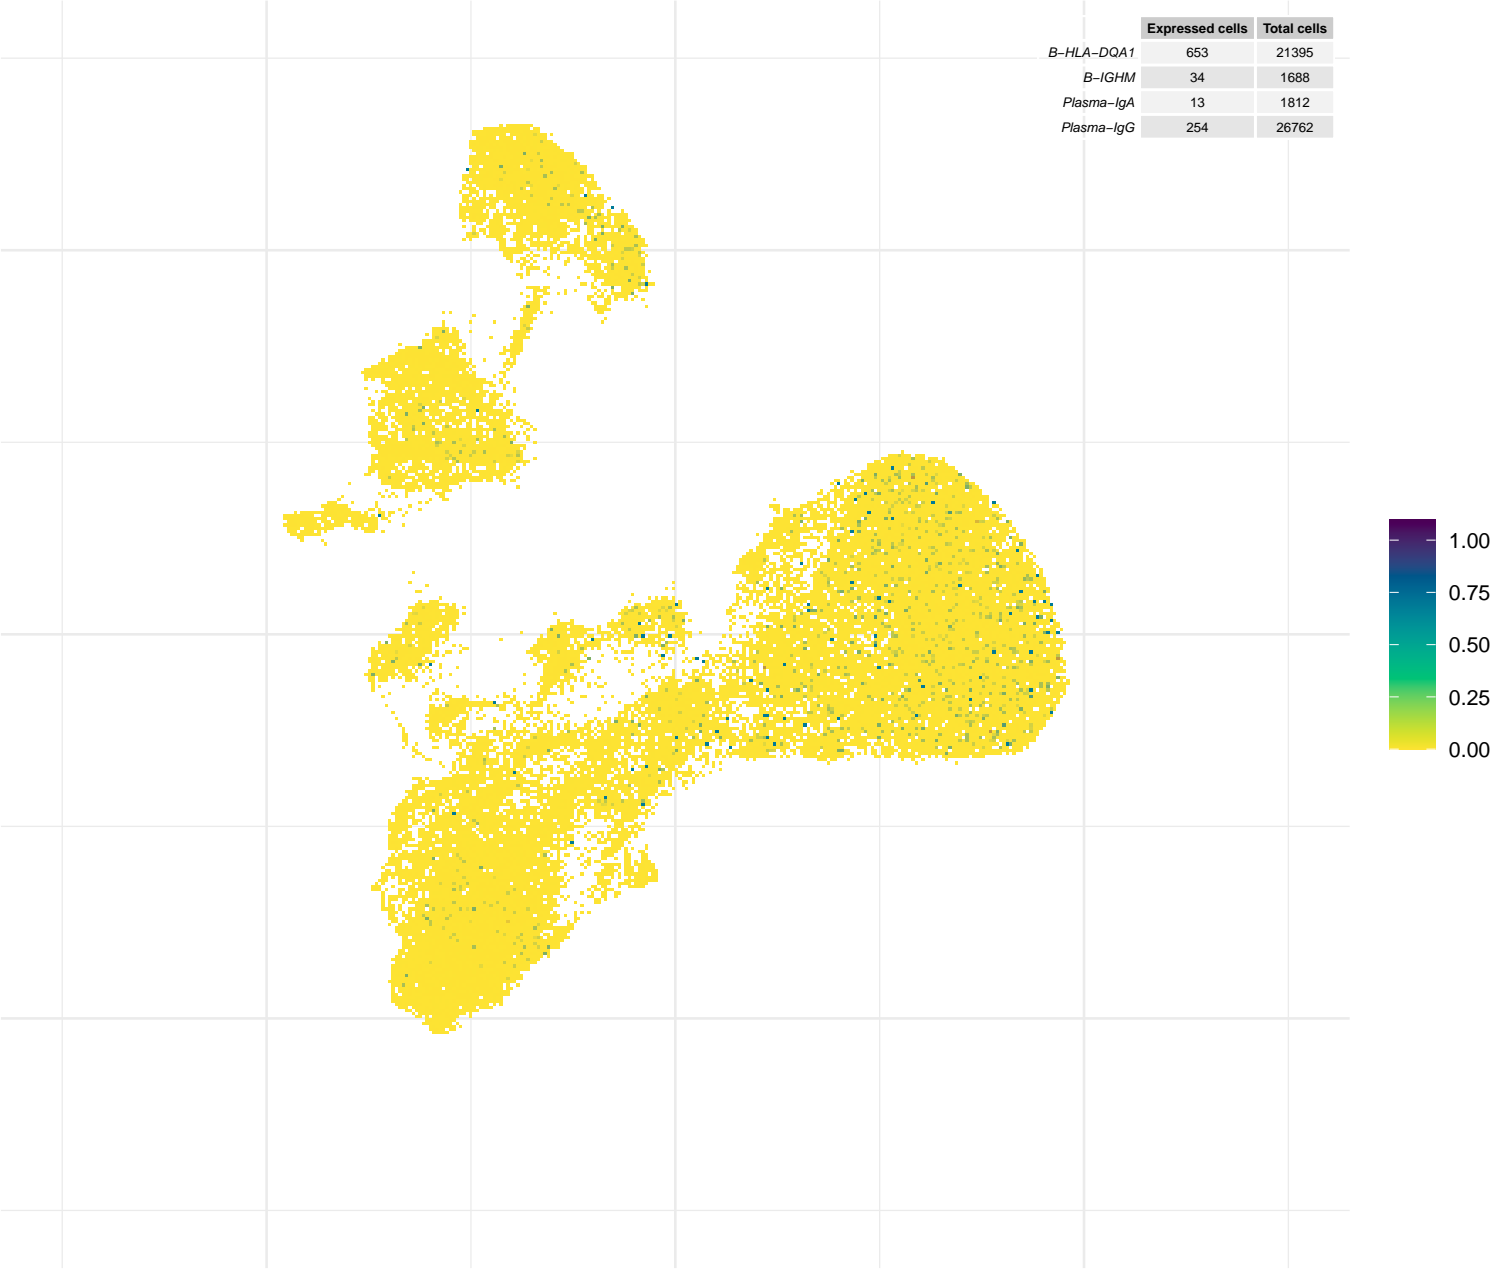 Expressed cells Total cells
B−HLA−DQA1 653 21395
B−IGHM 34 1688
Plasma−IgA 13 1812
Plasma−IgG 254 26762
1.00
0.75
0.50
0.25
0.00